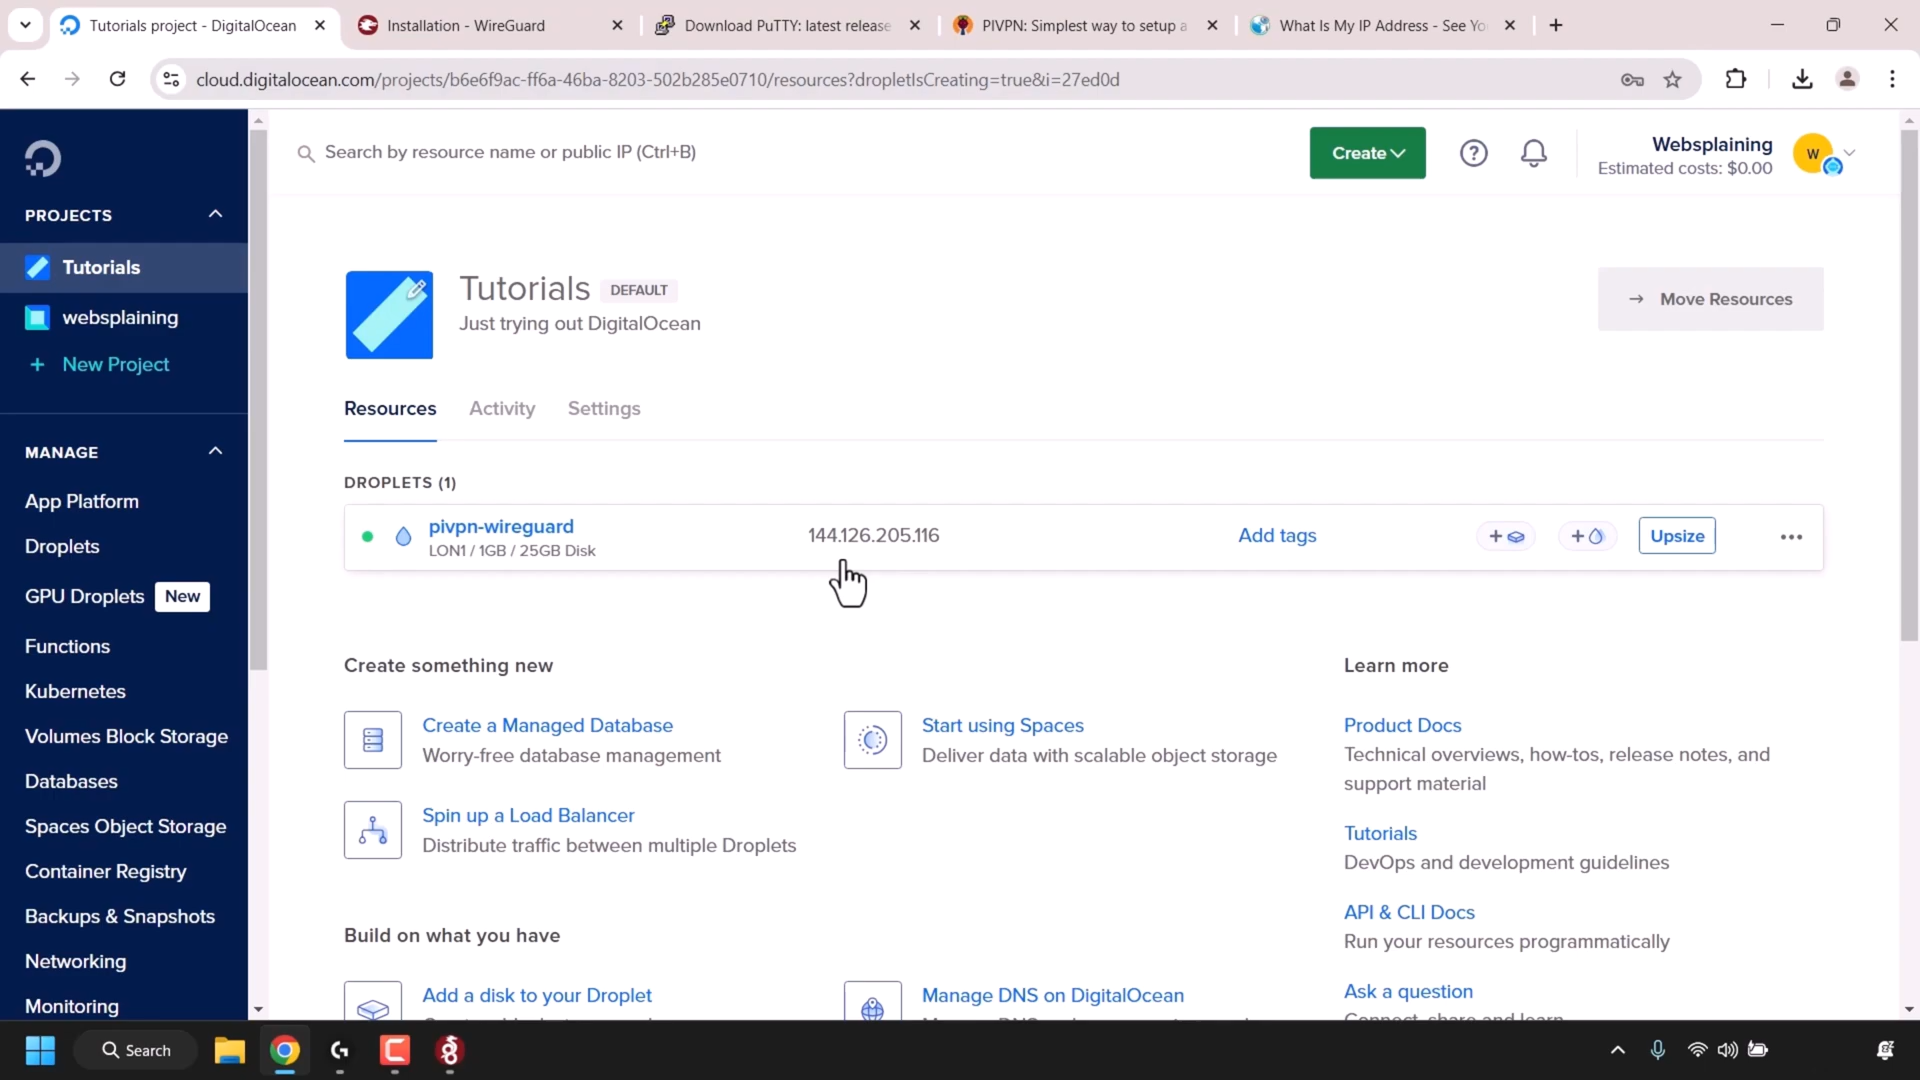 Tutorials project - DigitalOcean
Installation - WireGuard
Download PuTTY: latest release
PIVPN: Simplest way to setup a
What Is My IP Address - See Yo
cloud.digitalocean.com/projects/b6e6f9ac-ff6a-46ba-8203-502b285e0710/resources?dropletIsCreating=true&i=27ed0d
Search by resource name or public IP (Ctrl+B)
Create
Websplaining
Estimated costs: $0.00
W
PROJECTS
Tutorials
websplaining
+ New Project
MANAGE
App Platform
Droplets
GPU Droplets New
Functions
Kubernetes
Volumes Block Storage
Databases
Spaces Object Storage
Container Registry
Backups & Snapshots
Networking
Monitoring
Tutorials DEFAULT
Just trying out DigitalOcean
→ Move Resources
Resources
Activity
Settings
DROPLETS (1)
pivpn-wireguard
LON1 / 1GB / 25GB Disk
144.126.205.116
Add tags
Upsize
Create something new
Create a Managed Database
Worry-free database management
Start using Spaces
Deliver data with scalable object storage
Spin up a Load Balancer
Distribute traffic between multiple Droplets
Build on what you have
Add a disk to your Droplet
Manage DNS on DigitalOcean
Learn more
Product Docs
Technical overviews, how-tos, release notes, and
support material
Tutorials
DevOps and development guidelines
API & CLI Docs
Run your resources programmatically
Ask a question
Connect, share and learn
Search